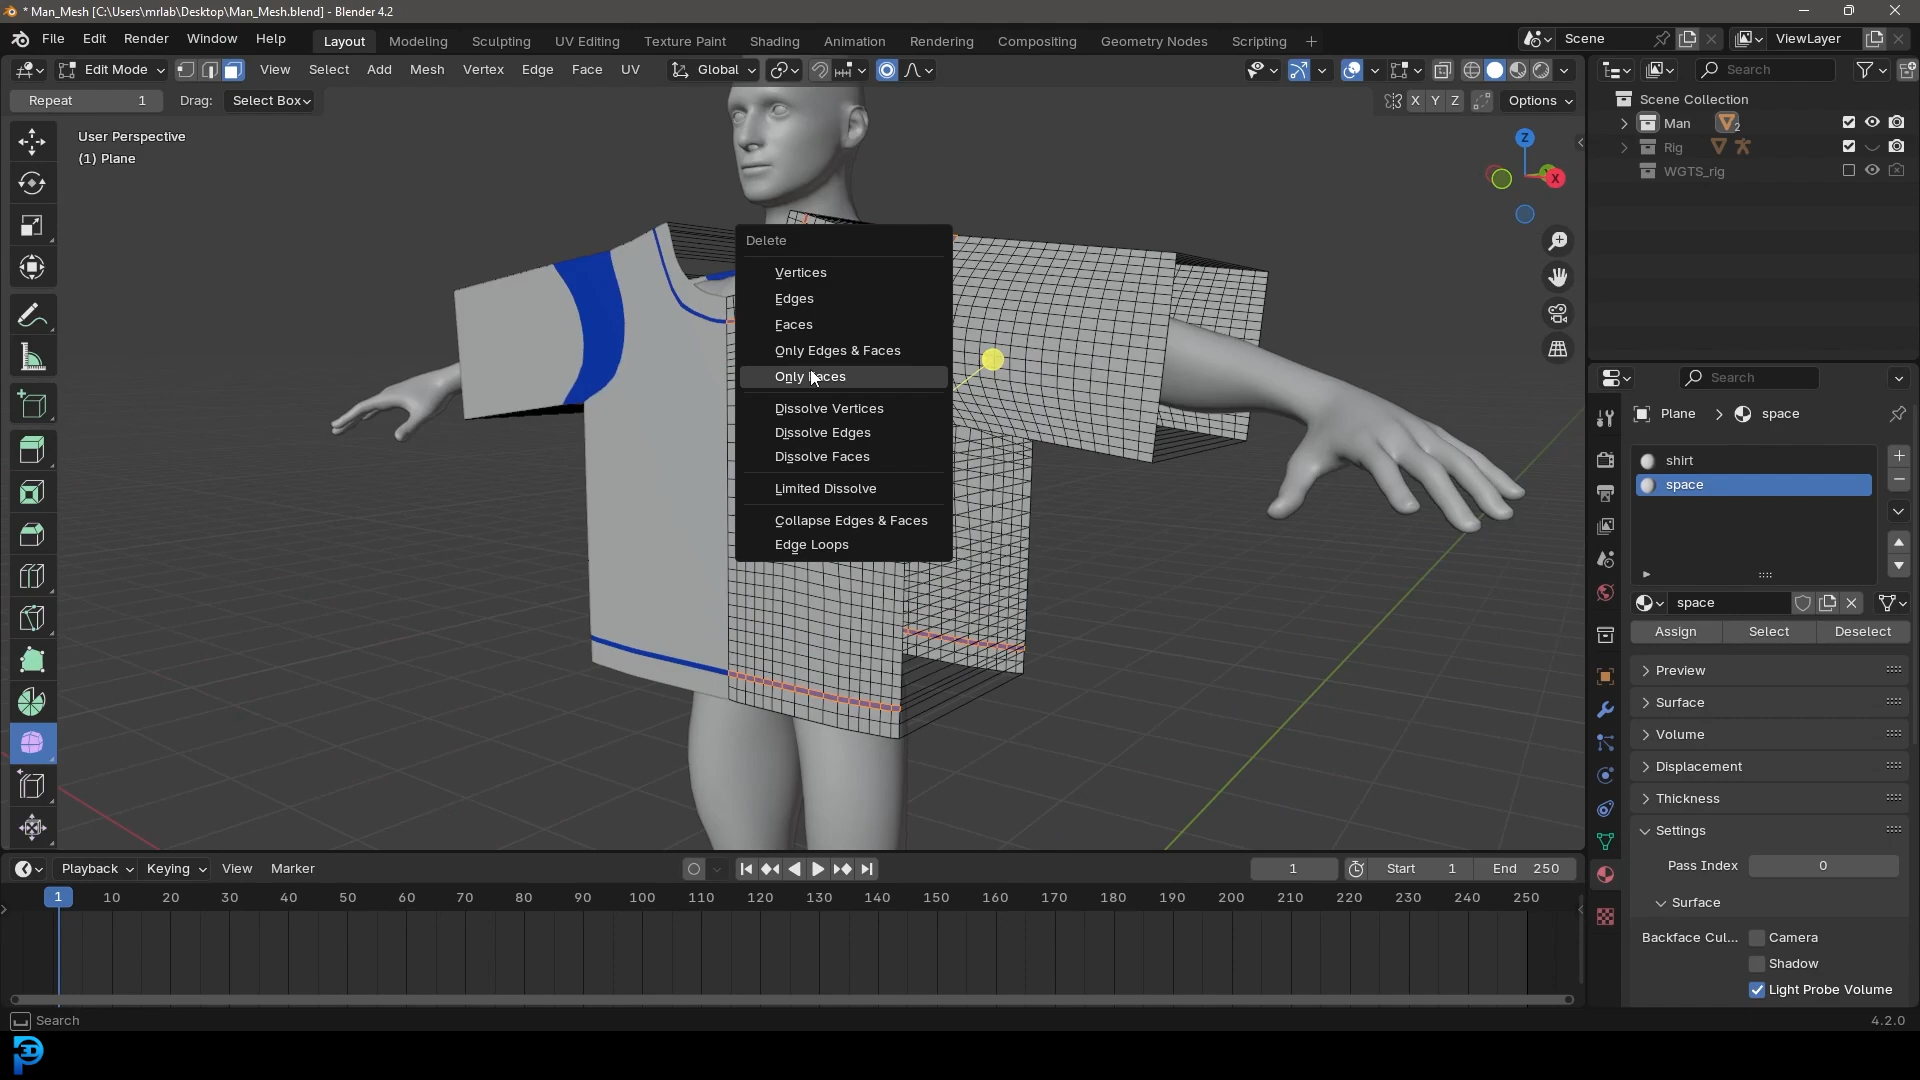 * Man_Mesh [C:\Users\mrlab\Desktop\Man_Mesh.blend] - Blender 4.2
File Edit Render Window Help Layout Modeling Sculpting UV Editing Texture Paint Shading Animation Rendering Compositing Geometry Nodes Scripting + Scene ViewLayer
Edit Mode View Select Add Mesh Vertex Edge Face UV Global Search
Repeat 1 Drag: Select Box X Y Z Options
Scene Collection
Man 2
Rig
WGTS_rig
User Perspective
(1) Plane
Z
X
Delete
Vertices
Edges
Faces
Only Edges & Faces
Only Faces
Dissolve Vertices
Dissolve Edges
Dissolve Faces
Limited Dissolve
Collapse Edges & Faces
Edge Loops
Search
Plane > space
shirt
space
space
Assign Select Deselect
Preview
Surface
Volume
Displacement
Thickness
Settings
Pass Index 0
Surface
Backface Cul... Camera
Shadow
Light Probe Volume
Playback Keying View Marker 1 Start 1 End 250
1 10 20 30 40 50 60 70 80 90 100 110 120 130 140 150 160 170 180 190 200 210 220 230 240 250
Search
4.2.0